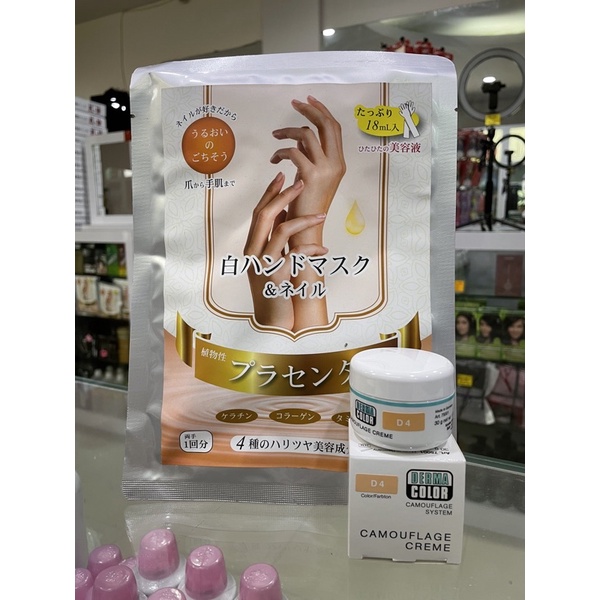 ネイルが好きだから
うるおい
の
ごちそう
爪から手肌まで
たっぷり
18mL入
ひたひたの美容液
白ハンドマスク
&ネイル
植物性
プラセンタ
ケラチン
コラーゲン
両手
1回分
4種のハリツヤ美容成
DERMA
COLOR
D 4
CAMOUFLAGE CREME
D 4
Color/Farbton
DERMA
COLOR
CAMOUFLAGE
SYSTEM
CAMOUFLAGE
CREME